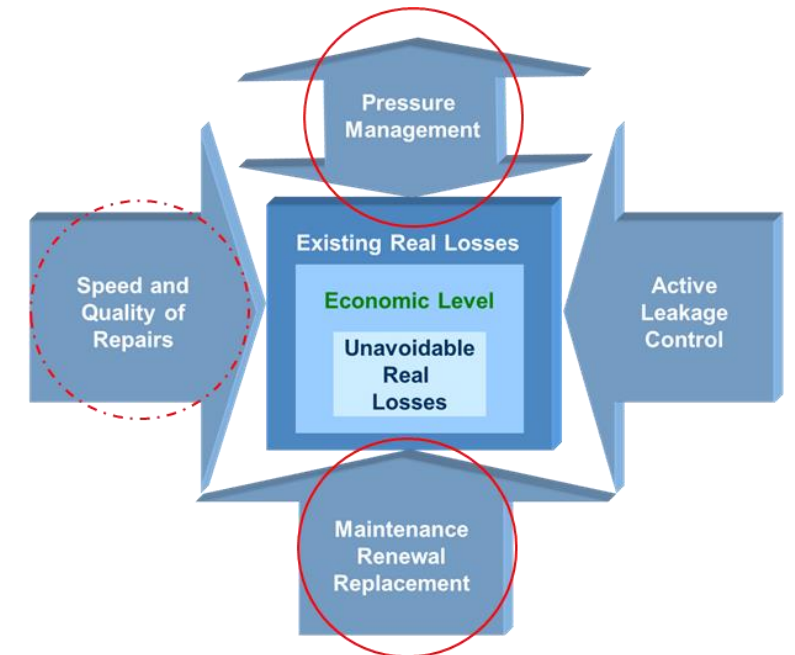 Pressure
Management
Existing Real Losses
Economic Level
Unavoidable
Real
Losses
Speed and
Quality of
Repairs
Active
Leakage
Control
Maintenance
Renewal
Replacement